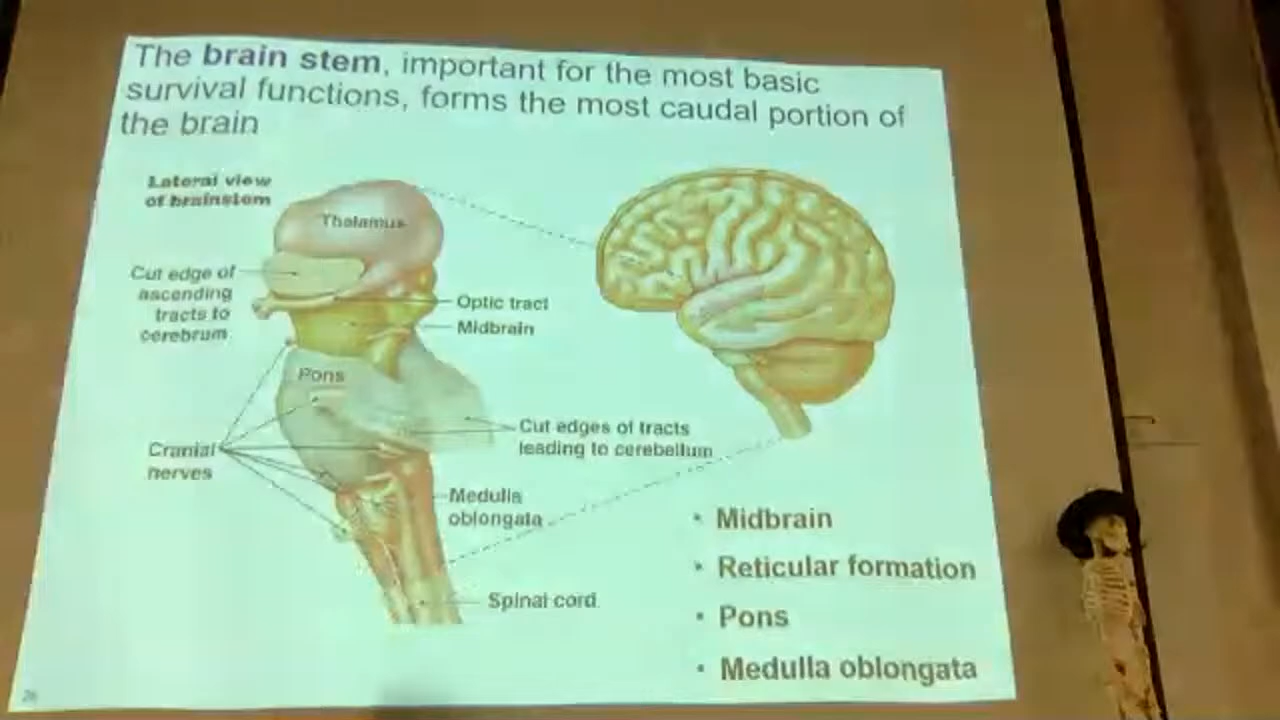 The brain stem, important for the most basic
survival functions, forms the most caudal portion of
the brain
Lateral view
of brainstem
Thalamus
Cut edge of
ascending
tracts to
cerebrum
Optic tract
Midbrain
Pons
Cut edges of tracts
leading to cerebellum
Cranial
nerves
Medulla
oblongata
Spinal cord
• Midbrain
• Reticular formation
• Pons
• Medulla oblongata